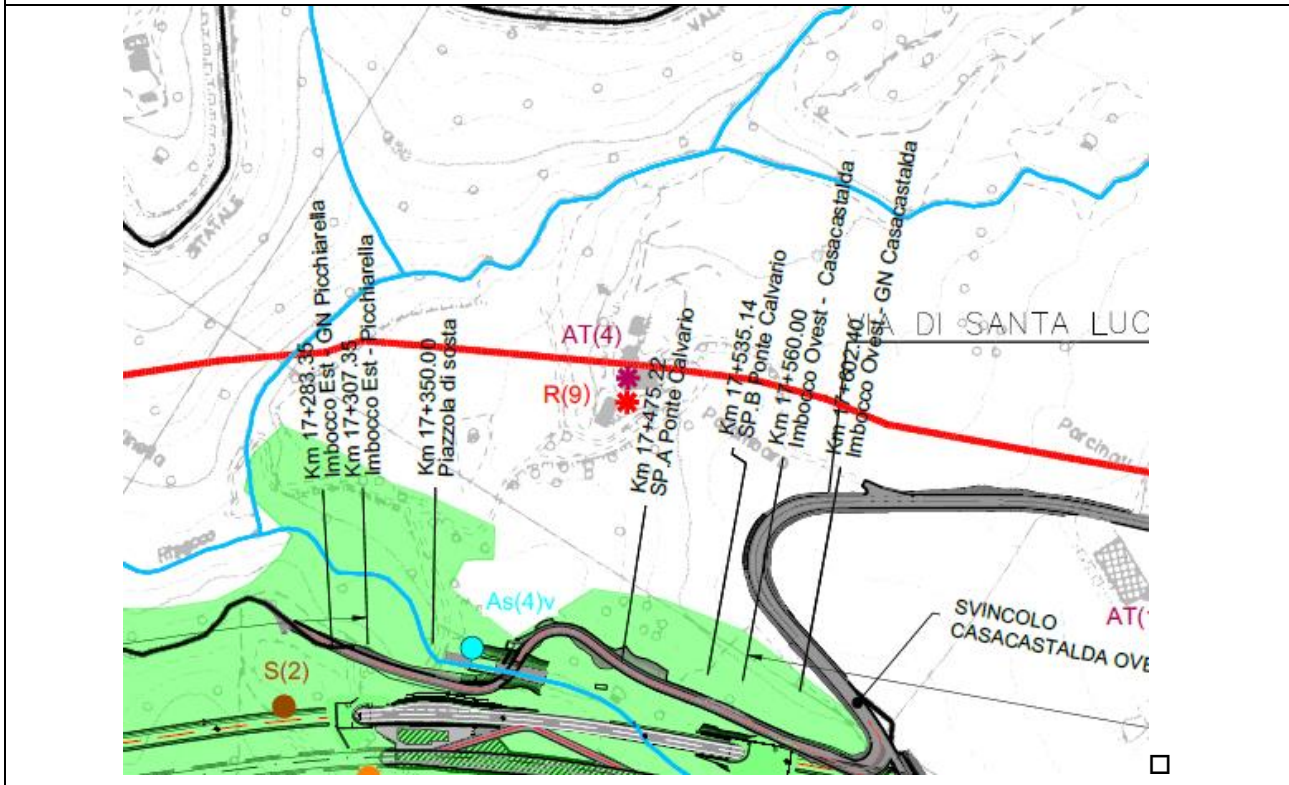 VALI
STATALE
Km 17+283.35
Imbocco Est - GN Picchiarella
Km 17+307.35
Imbocco Est - Picchiarella
Km 17+350.00
Piazzola di sosta
AT(4)
R(9)
Km 17+475.22
SP.A Ponte Calvario
Km 17+535.14
SP.B Ponte Calvario
Km 17+560.00
Imbocco Ovest - Casacastalda
Km 17+602.40
Imbocco Ovest - GN Casacastalda
A DI SANTA LUC
As(4)v
S(2)
SVINCOLO
CASACASTALDA OVE
AT(1